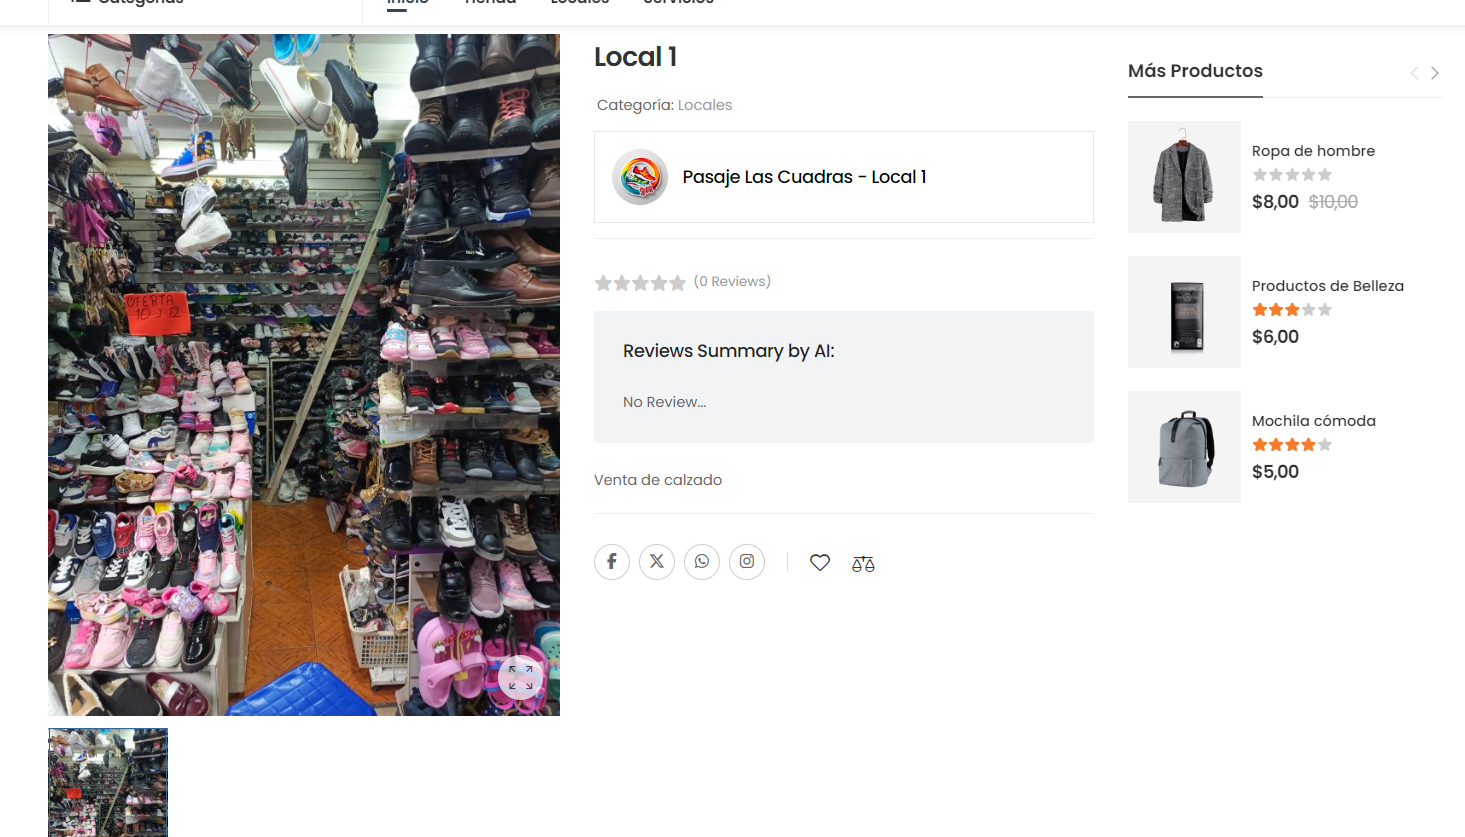 Categorías
Inicio
Tienda
Locales
Servicios
Local 1
Categoría: Locales
Pasaje Las Cuadras - Local 1
(0 Reviews)
Reviews Summary by AI:
No Review...
Venta de calzado
OFERTA
10 y 12
Más Productos
Ropa de hombre
$8,00 $10,00
Productos de Belleza
$6,00
Mochila cómoda
$5,00